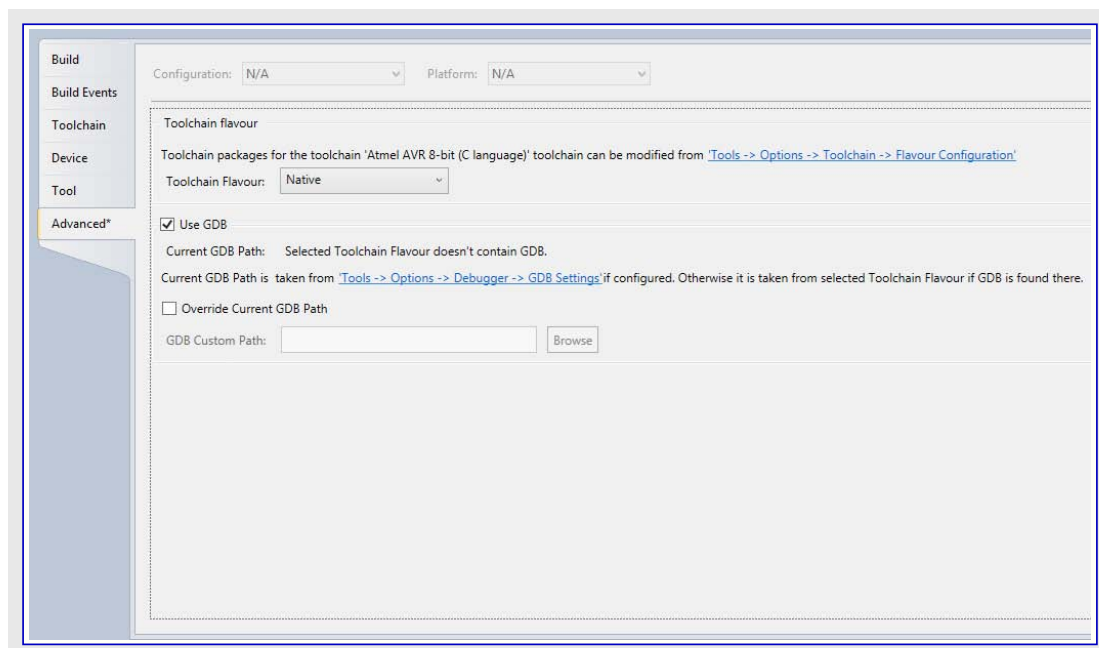 Build
Build Events
Toolchain
Device
Tool
Advanced*
Configuration: N/A Platform: N/A
Toolchain flavour
Toolchain packages for the toolchain 'Atmel AVR 8-bit (C language)' toolchain can be modified from 'Tools -> Options -> Toolchain -> Flavour Configuration'
Toolchain Flavour: Native
Use GDB
Current GDB Path: Selected Toolchain Flavour doesn't contain GDB.
Current GDB Path is taken from 'Tools -> Options -> Debugger -> GDB Settings'if configured. Otherwise it is taken from selected Toolchain Flavour if GDB is found there.
Override Current GDB Path
GDB Custom Path: Browse